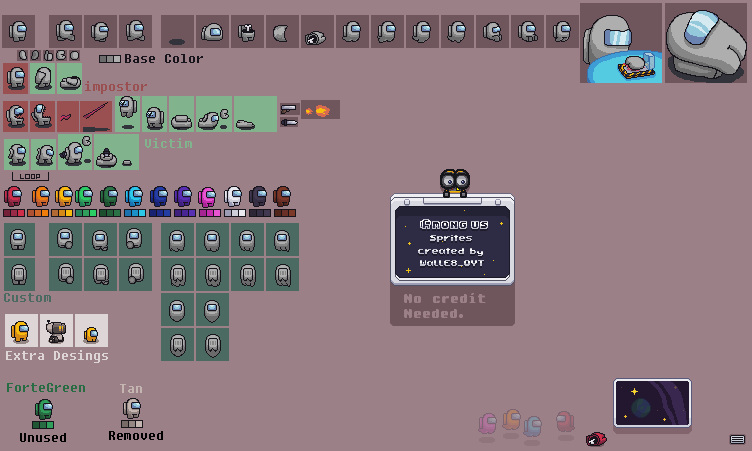 Base Color
impostor
Victim
LOOP
AMONG US
Sprites
created by
WallE8_OYT
No credit
Needed.
Custom
Extra Desings
ForteGreen
Unused
Tan
Removed